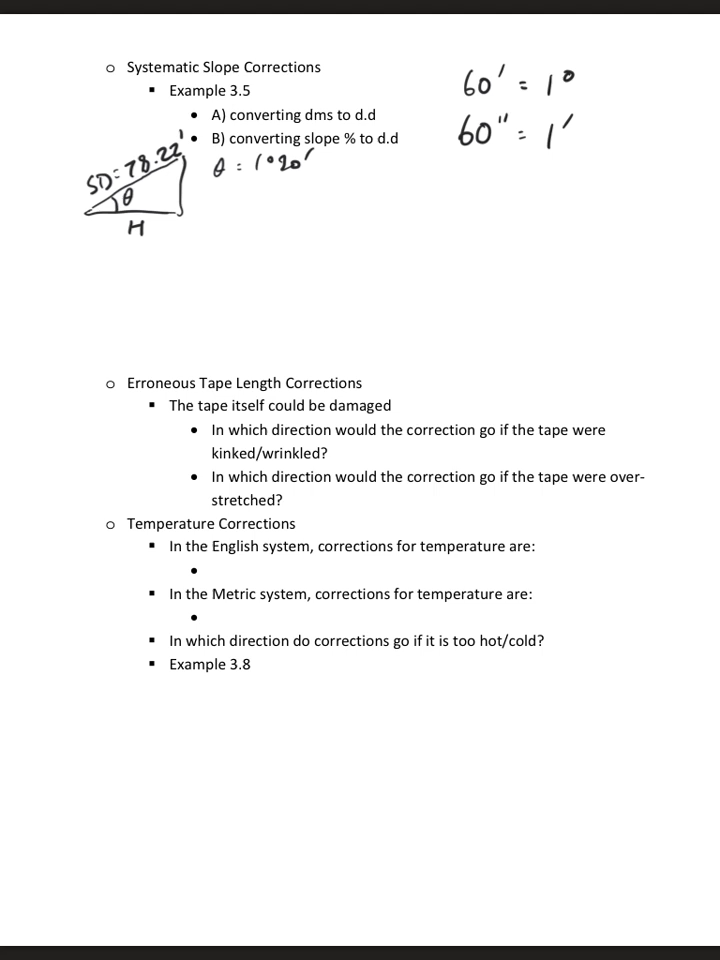 o Systematic Slope Corrections
▪ Example 3.5
• A) converting dms to d.d
• B) converting slope % to d.d
60' = 1°
60" = 1'
SD = 78.22'
θ = 1°20'
θ
H
o Erroneous Tape Length Corrections
▪ The tape itself could be damaged
• In which direction would the correction go if the tape were
kinked/wrinkled?
• In which direction would the correction go if the tape were over-
stretched?
o Temperature Corrections
▪ In the English system, corrections for temperature are:
•
▪ In the Metric system, corrections for temperature are:
•
▪ In which direction do corrections go if it is too hot/cold?
▪ Example 3.8